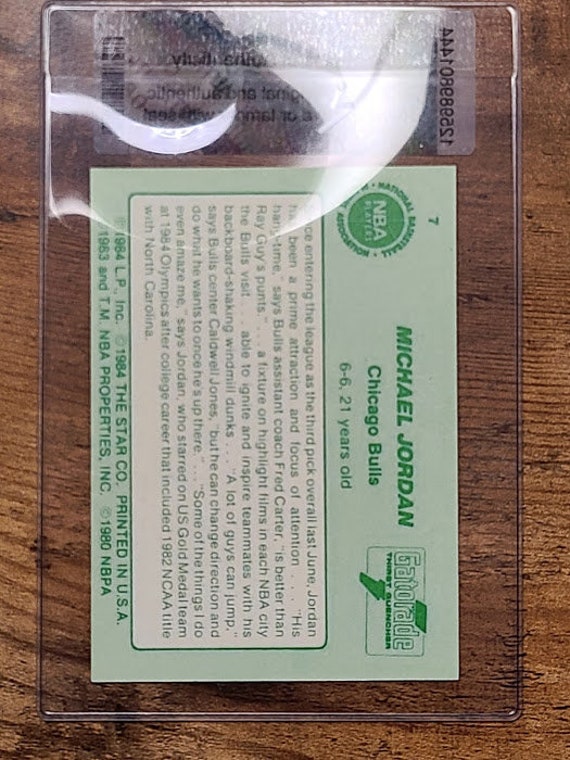 7
NATIONAL BASKETBALL
NBA
PLAYERS
ASSOCIATION
MICHAEL JORDAN
Chicago Bulls
6-6, 21 years old
Gatorade
THIRST QUENCHER
entering the league as the third pick overall last June, Jordan
has been a prime attraction and focus of attention . . . "His
hang-time," says Bulls assistant coach Fred Carter, "is better than
Ray Guy's punts." . . . a fixture on highlight films in each NBA city
the Bulls visit . . . able to ignite and inspire teammates with his
backboard-shaking windmill dunks . . . "A lot of guys can jump,"
says Bulls center Caldwell Jones, "but he can change direction and
do what he wants to once he's up there." . . . "Some of the things I do
even amaze me," says Jordan, who starred on US Gold Medal team
at 1984 Olympics after college career that included 1982 NCAA title
with North Carolina.
©1984 L.P., Inc. ©1984 THE STAR CO. PRINTED IN U.S.A.
©1983 and T.M. NBA PROPERTIES, INC. ©1980 NBPA